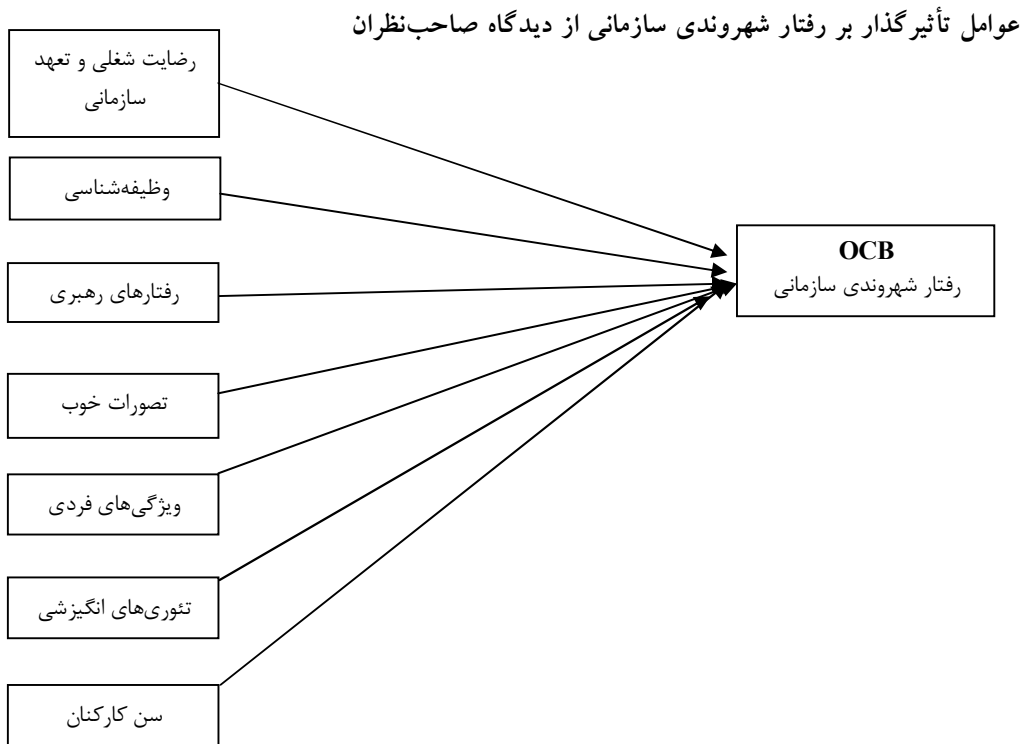 عوامل تأثیرگذار بر رفتار شهروندی سازمانی از دیدگاه صاحب‌نظران
رضایت شغلی و تعهد
سازمانی
وظیفه‌شناسی
رفتارهای رهبری
تصورات خوب
ویژگی‌های فردی
تئوری‌های انگیزشی
سن کارکنان
OCB
رفتار شهروندی سازمانی